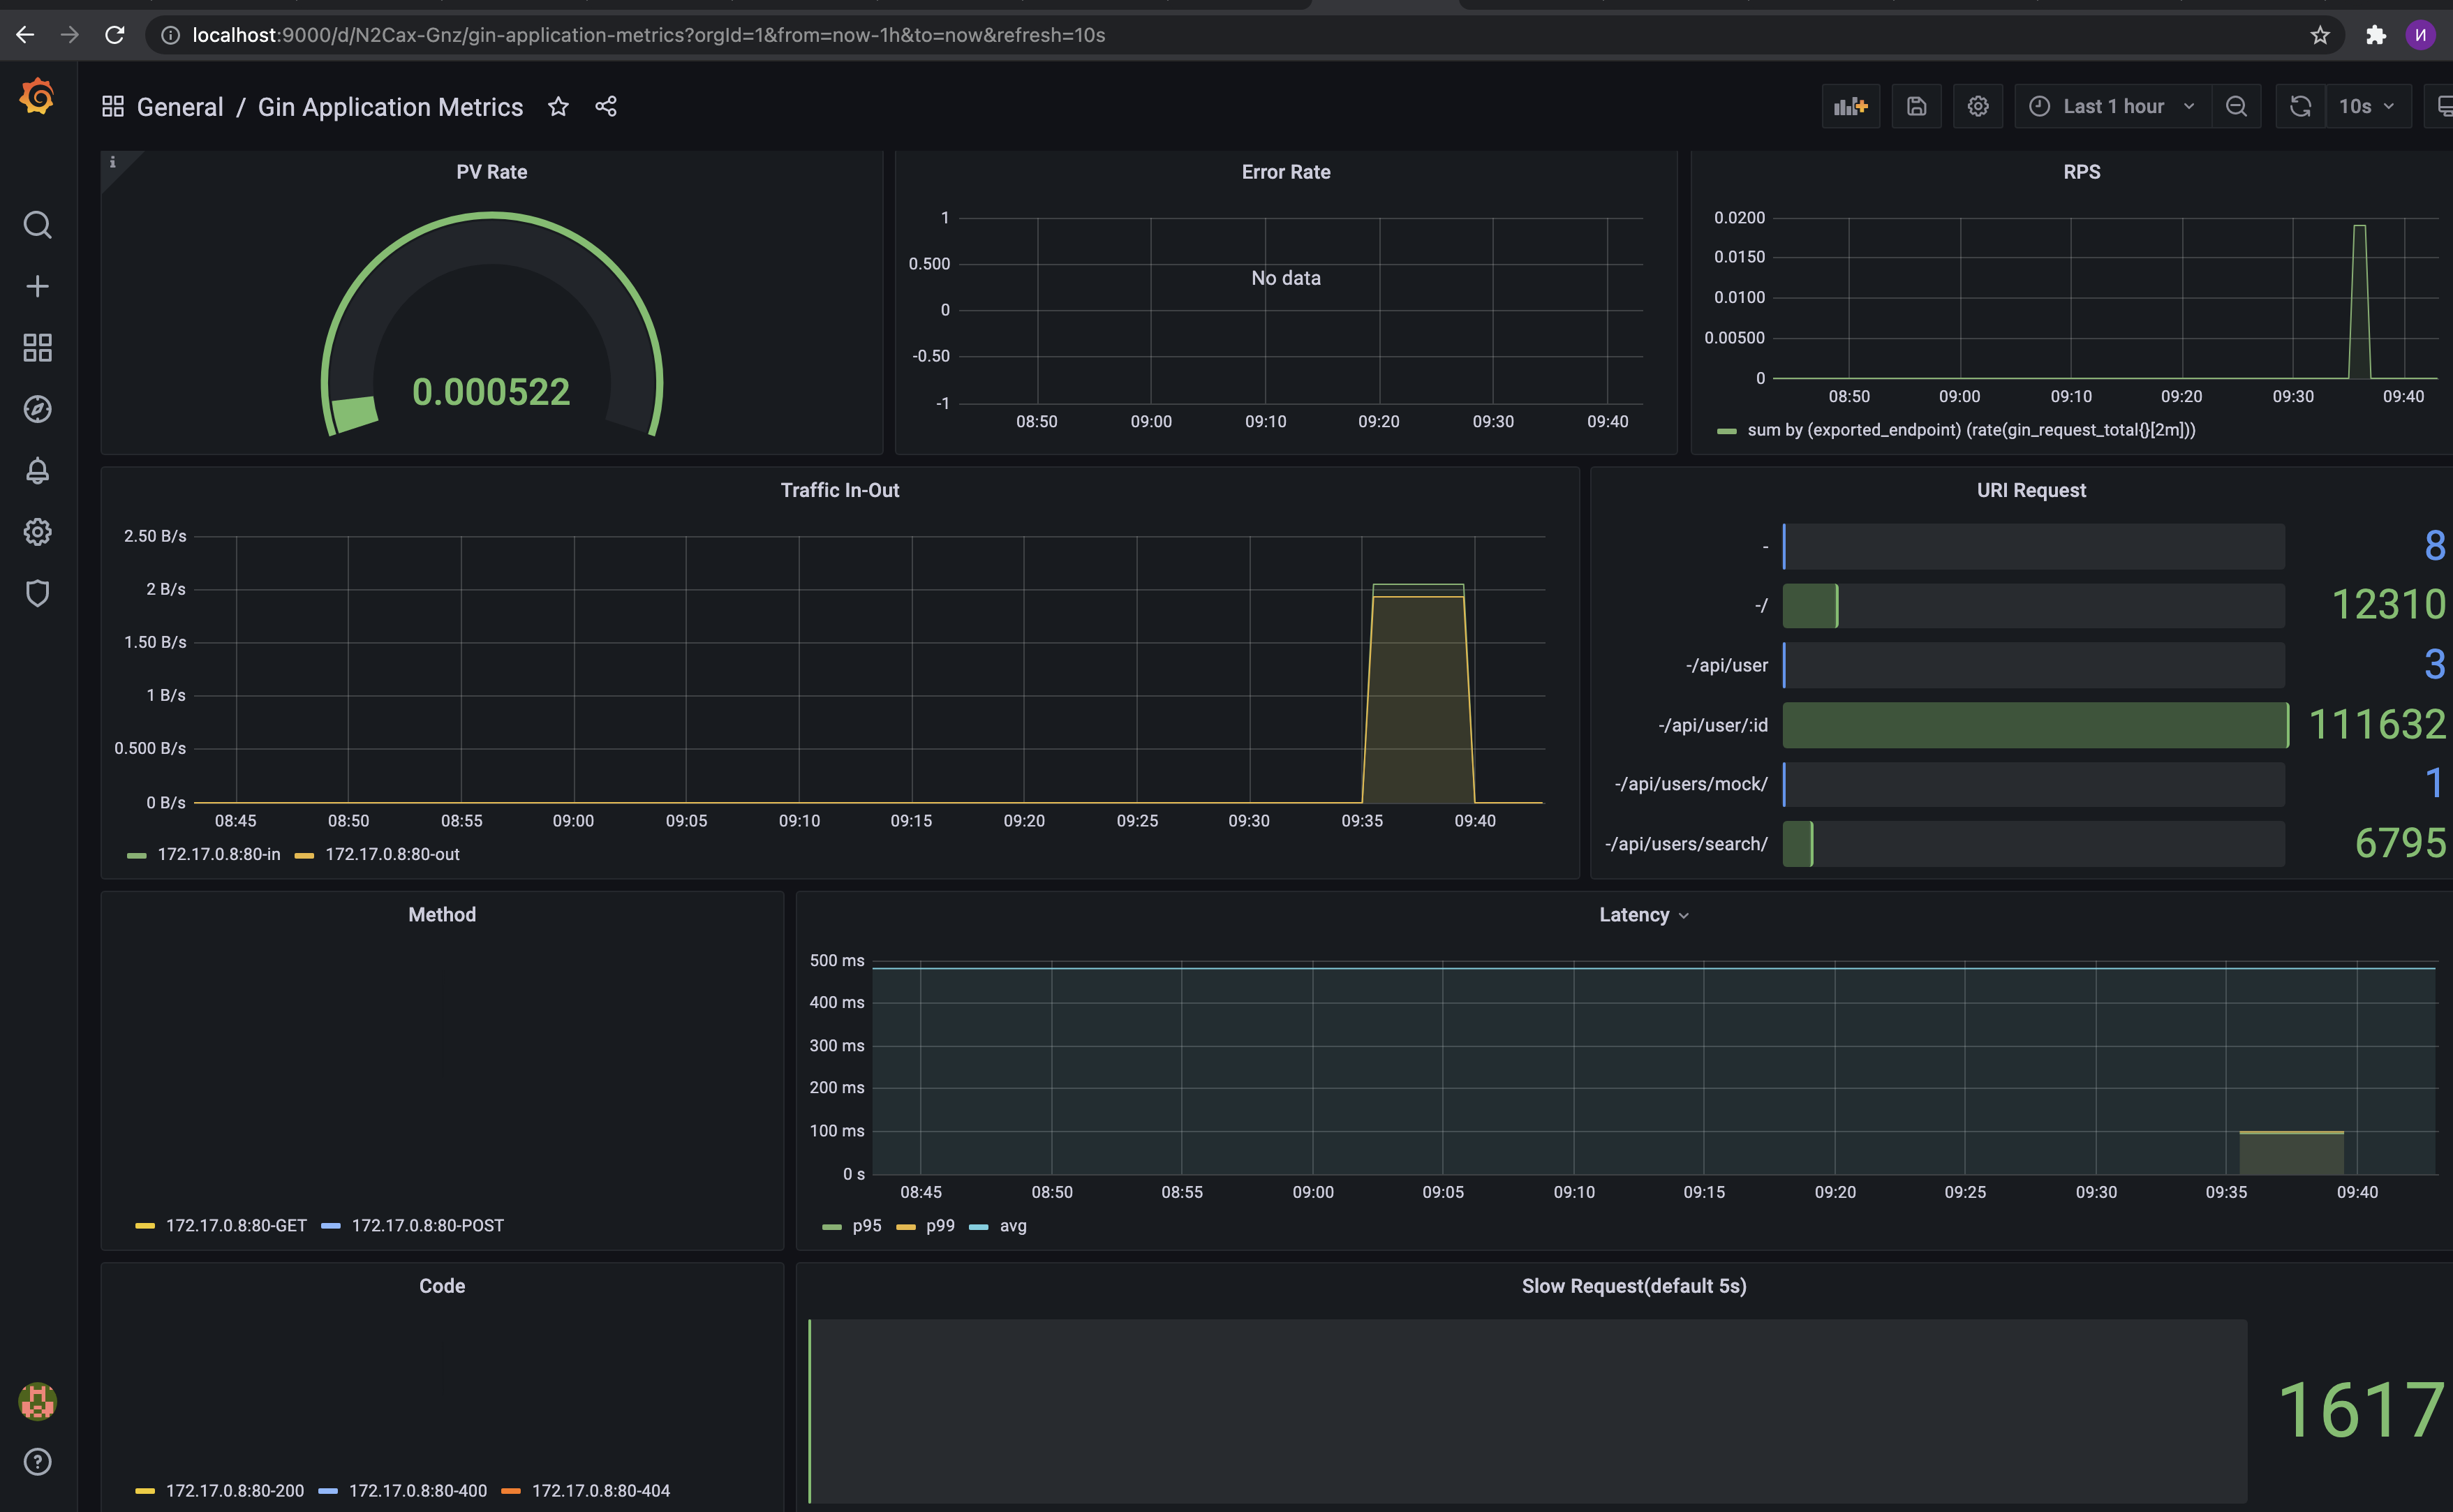 localhost:9000/d/N2Cax-Gnz/gin-application-metrics?orgId=1&from=now-1h&to=now&refresh=10s
И
General / Gin Application Metrics
Last 1 hour
10s
i
PV Rate
0.000522
Error Rate
1
0.500
0
-0.50
-1
No data
08:50 09:00 09:10 09:20 09:30 09:40
RPS
0.0200
0.0150
0.0100
0.00500
0
08:50 09:00 09:10 09:20 09:30 09:40
sum by (exported_endpoint) (rate(gin_request_total{}[2m]))
Traffic In-Out
2.50 B/s
2 B/s
1.50 B/s
1 B/s
0.500 B/s
0 B/s
08:45 08:50 08:55 09:00 09:05 09:10 09:15 09:20 09:25 09:30 09:35 09:40
172.17.0.8:80-in 172.17.0.8:80-out
URI Request
- 8
-/ 12310
-/api/user 3
-/api/user/:id 111632
-/api/users/mock/ 1
-/api/users/search/ 6795
Method
172.17.0.8:80-GET 172.17.0.8:80-POST
Latency
500 ms
400 ms
300 ms
200 ms
100 ms
0 s
08:45 08:50 08:55 09:00 09:05 09:10 09:15 09:20 09:25 09:30 09:35 09:40
p95 p99 avg
Code
172.17.0.8:80-200 172.17.0.8:80-400 172.17.0.8:80-404
Slow Request(default 5s)
1617
?